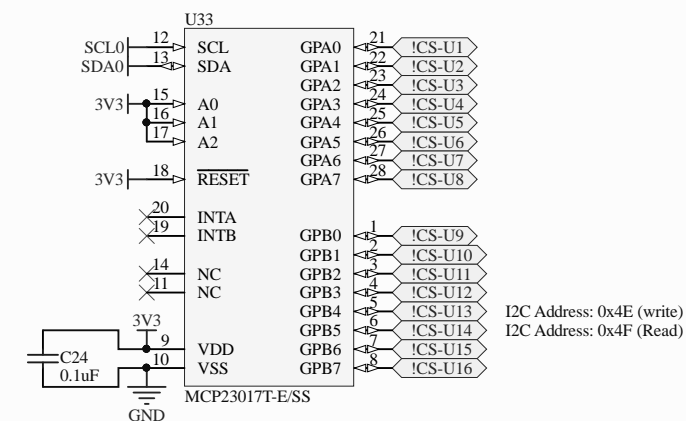 U33
SCL0 12 SCL GPA0 21 !CS-U1
SDA0 13 SDA GPA1 22 !CS-U2
GPA2 23 !CS-U3
3V3 15 A0 GPA3 24 !CS-U4
16 A1 GPA4 25 !CS-U5
17 A2 GPA5 26 !CS-U6
GPA6 27 !CS-U7
3V3 18 RESET GPA7 28 !CS-U8
20 INTA
19 INTB GPB0 1 !CS-U9
GPB1 2 !CS-U10
14 NC GPB2 3 !CS-U11
11 NC GPB3 4 !CS-U12
GPB4 5 !CS-U13 I2C Address: 0x4E (write)
3V3 GPB5 6 !CS-U14 I2C Address: 0x4F (Read)
9 VDD GPB6 7 !CS-U15
C24 10 VSS GPB7 8 !CS-U16
0.1uF
MCP23017T-E/SS
GND